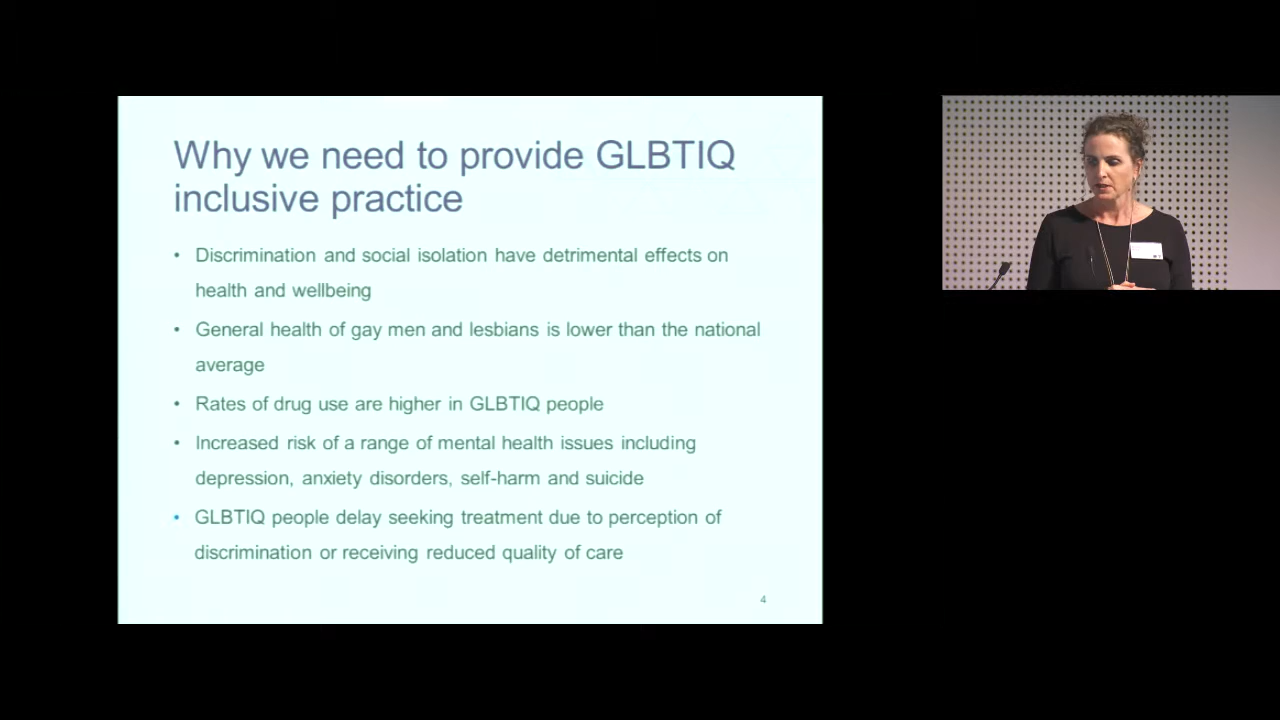 Why we need to provide GLBTIQ
inclusive practice
• Discrimination and social isolation have detrimental effects on
health and wellbeing
• General health of gay men and lesbians is lower than the national
average
• Rates of drug use are higher in GLBTIQ people
• Increased risk of a range of mental health issues including
depression, anxiety disorders, self-harm and suicide
• GLBTIQ people delay seeking treatment due to perception of
discrimination or receiving reduced quality of care
4